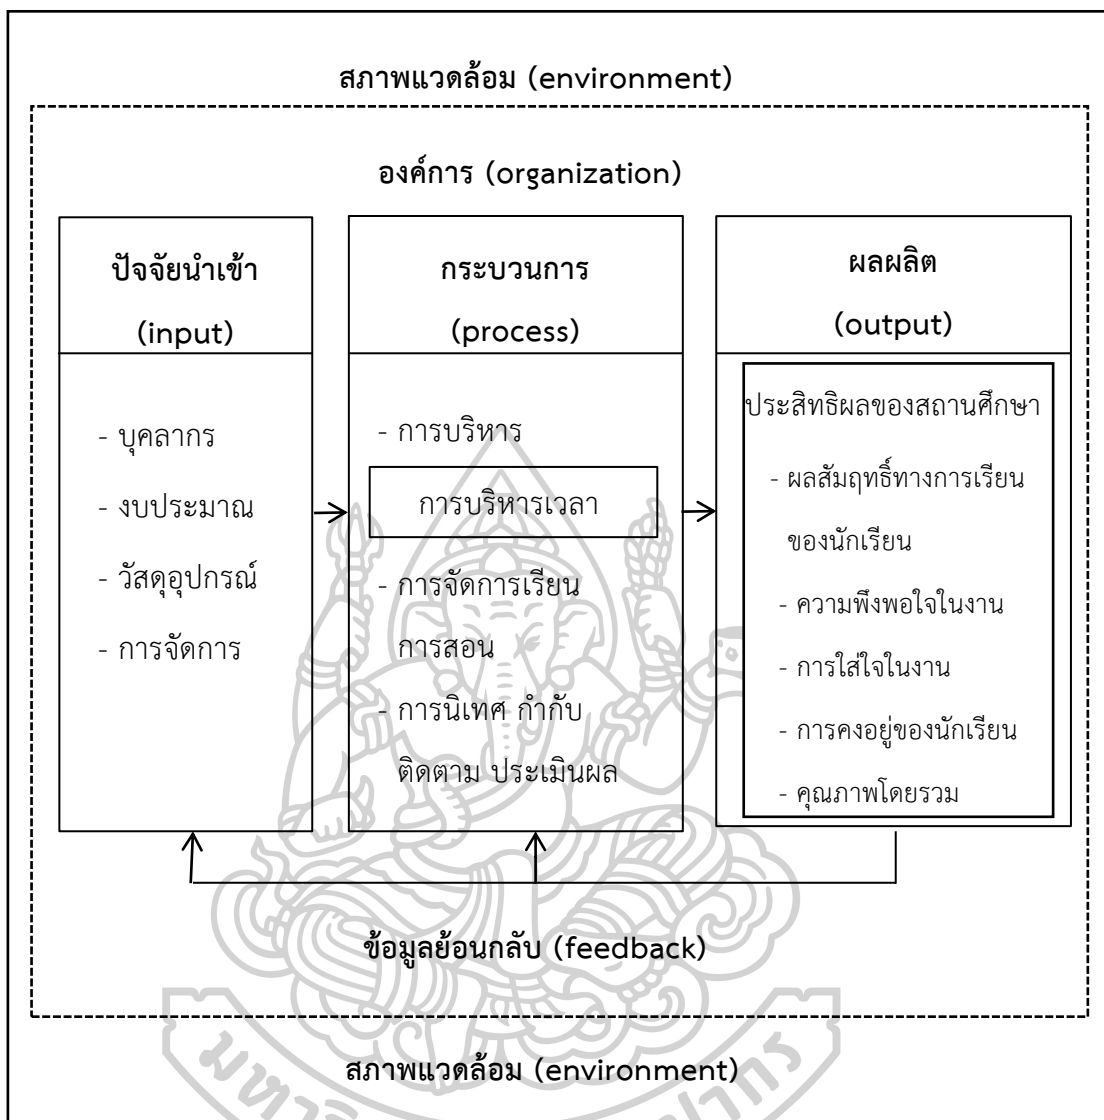 สภาพแวดล้อม (environment)
องค์การ (organization)
ปัจจัยนำเข้า
(input)
- บุคลากร
- งบประมาณ
- วัสดุอุปกรณ์
- การจัดการ
กระบวนการ
(process)
- การบริหาร
การบริหารเวลา
- การจัดการเรียน
การสอน
- การนิเทศ กำกับ
ติดตาม ประเมินผล
ผลผลิต
(output)
ประสิทธิผลของสถานศึกษา
- ผลสัมฤทธิ์ทางการเรียน
ของนักเรียน
- ความพึงพอใจในงาน
- การใส่ใจในงาน
- การคงอยู่ของนักเรียน
- คุณภาพโดยรวม
ข้อมูลย้อนกลับ (feedback)
สภาพแวดล้อม (environment)